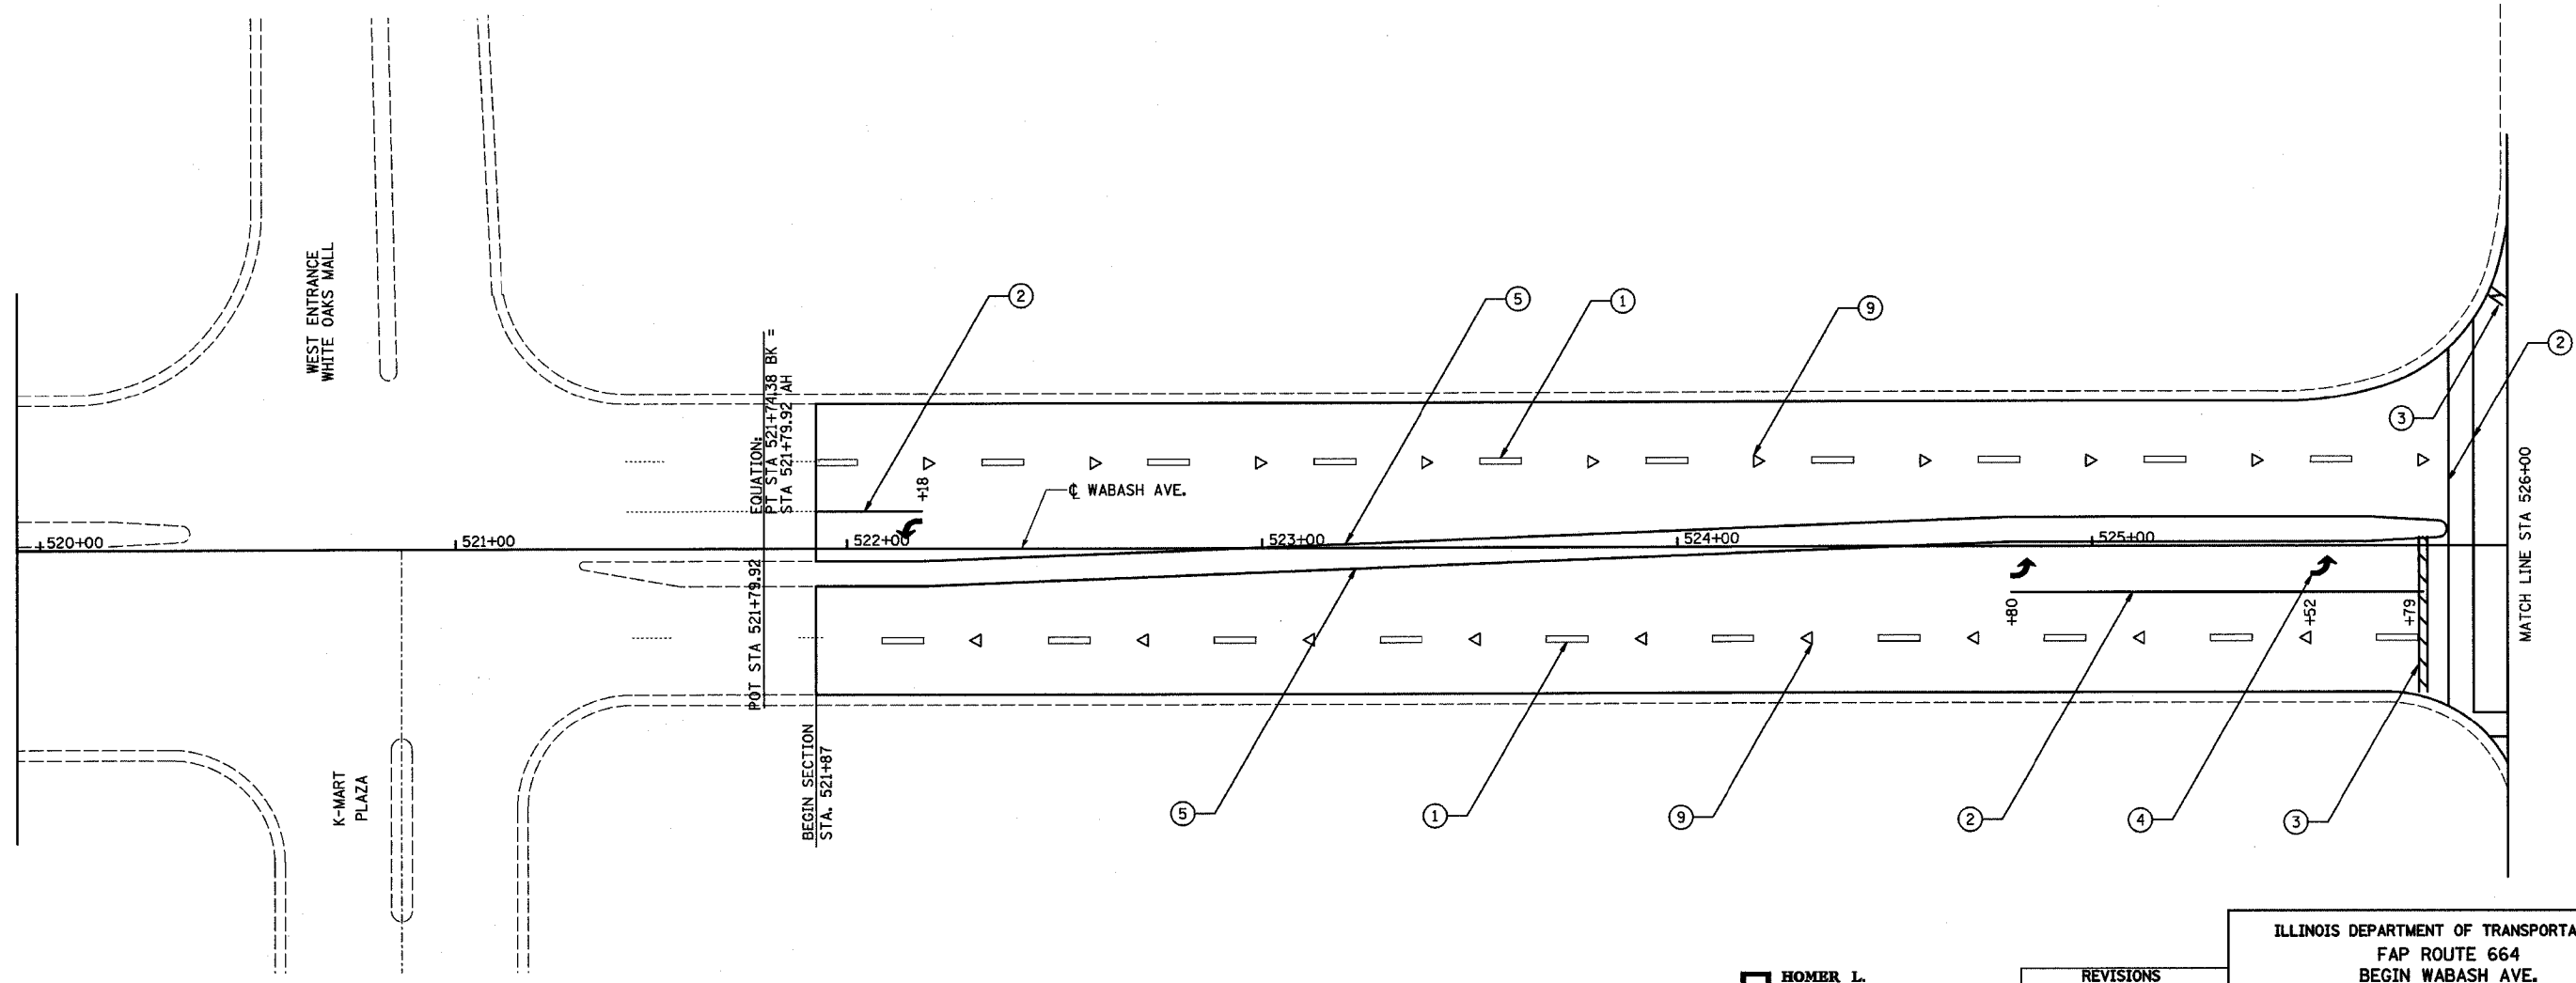 WEST ENTRANCE
WHITE OAKS MALL
2
5
1
9
2
3
EQUATION:
PT STA 521+74.38 BK =
STA 521+79.92 AH
+18
℄ WABASH AVE.
520+00
521+00
522+00
523+00
524+00
525+00
MATCH LINE STA 526+00
POT STA 521+79.92
+80
+52
+79
K-MART
PLAZA
BEGIN SECTION
STA. 521+87
5
1
9
2
4
3
ILLINOIS DEPARTMENT OF TRANSPORTA
FAP ROUTE 664
BEGIN WABASH AVE.
HOMER L.
REVISIONS